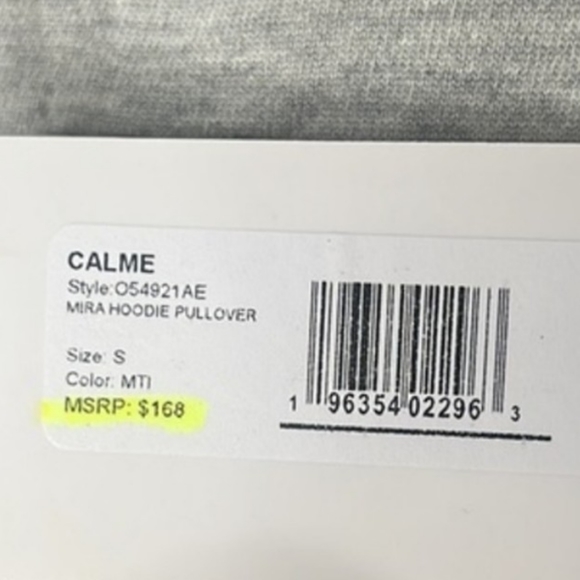 CALME
Style:O54921AE
MIRA HOODIE PULLOVER
Size: S
Color: MTI
MSRP: $168
1 96354 02296 3